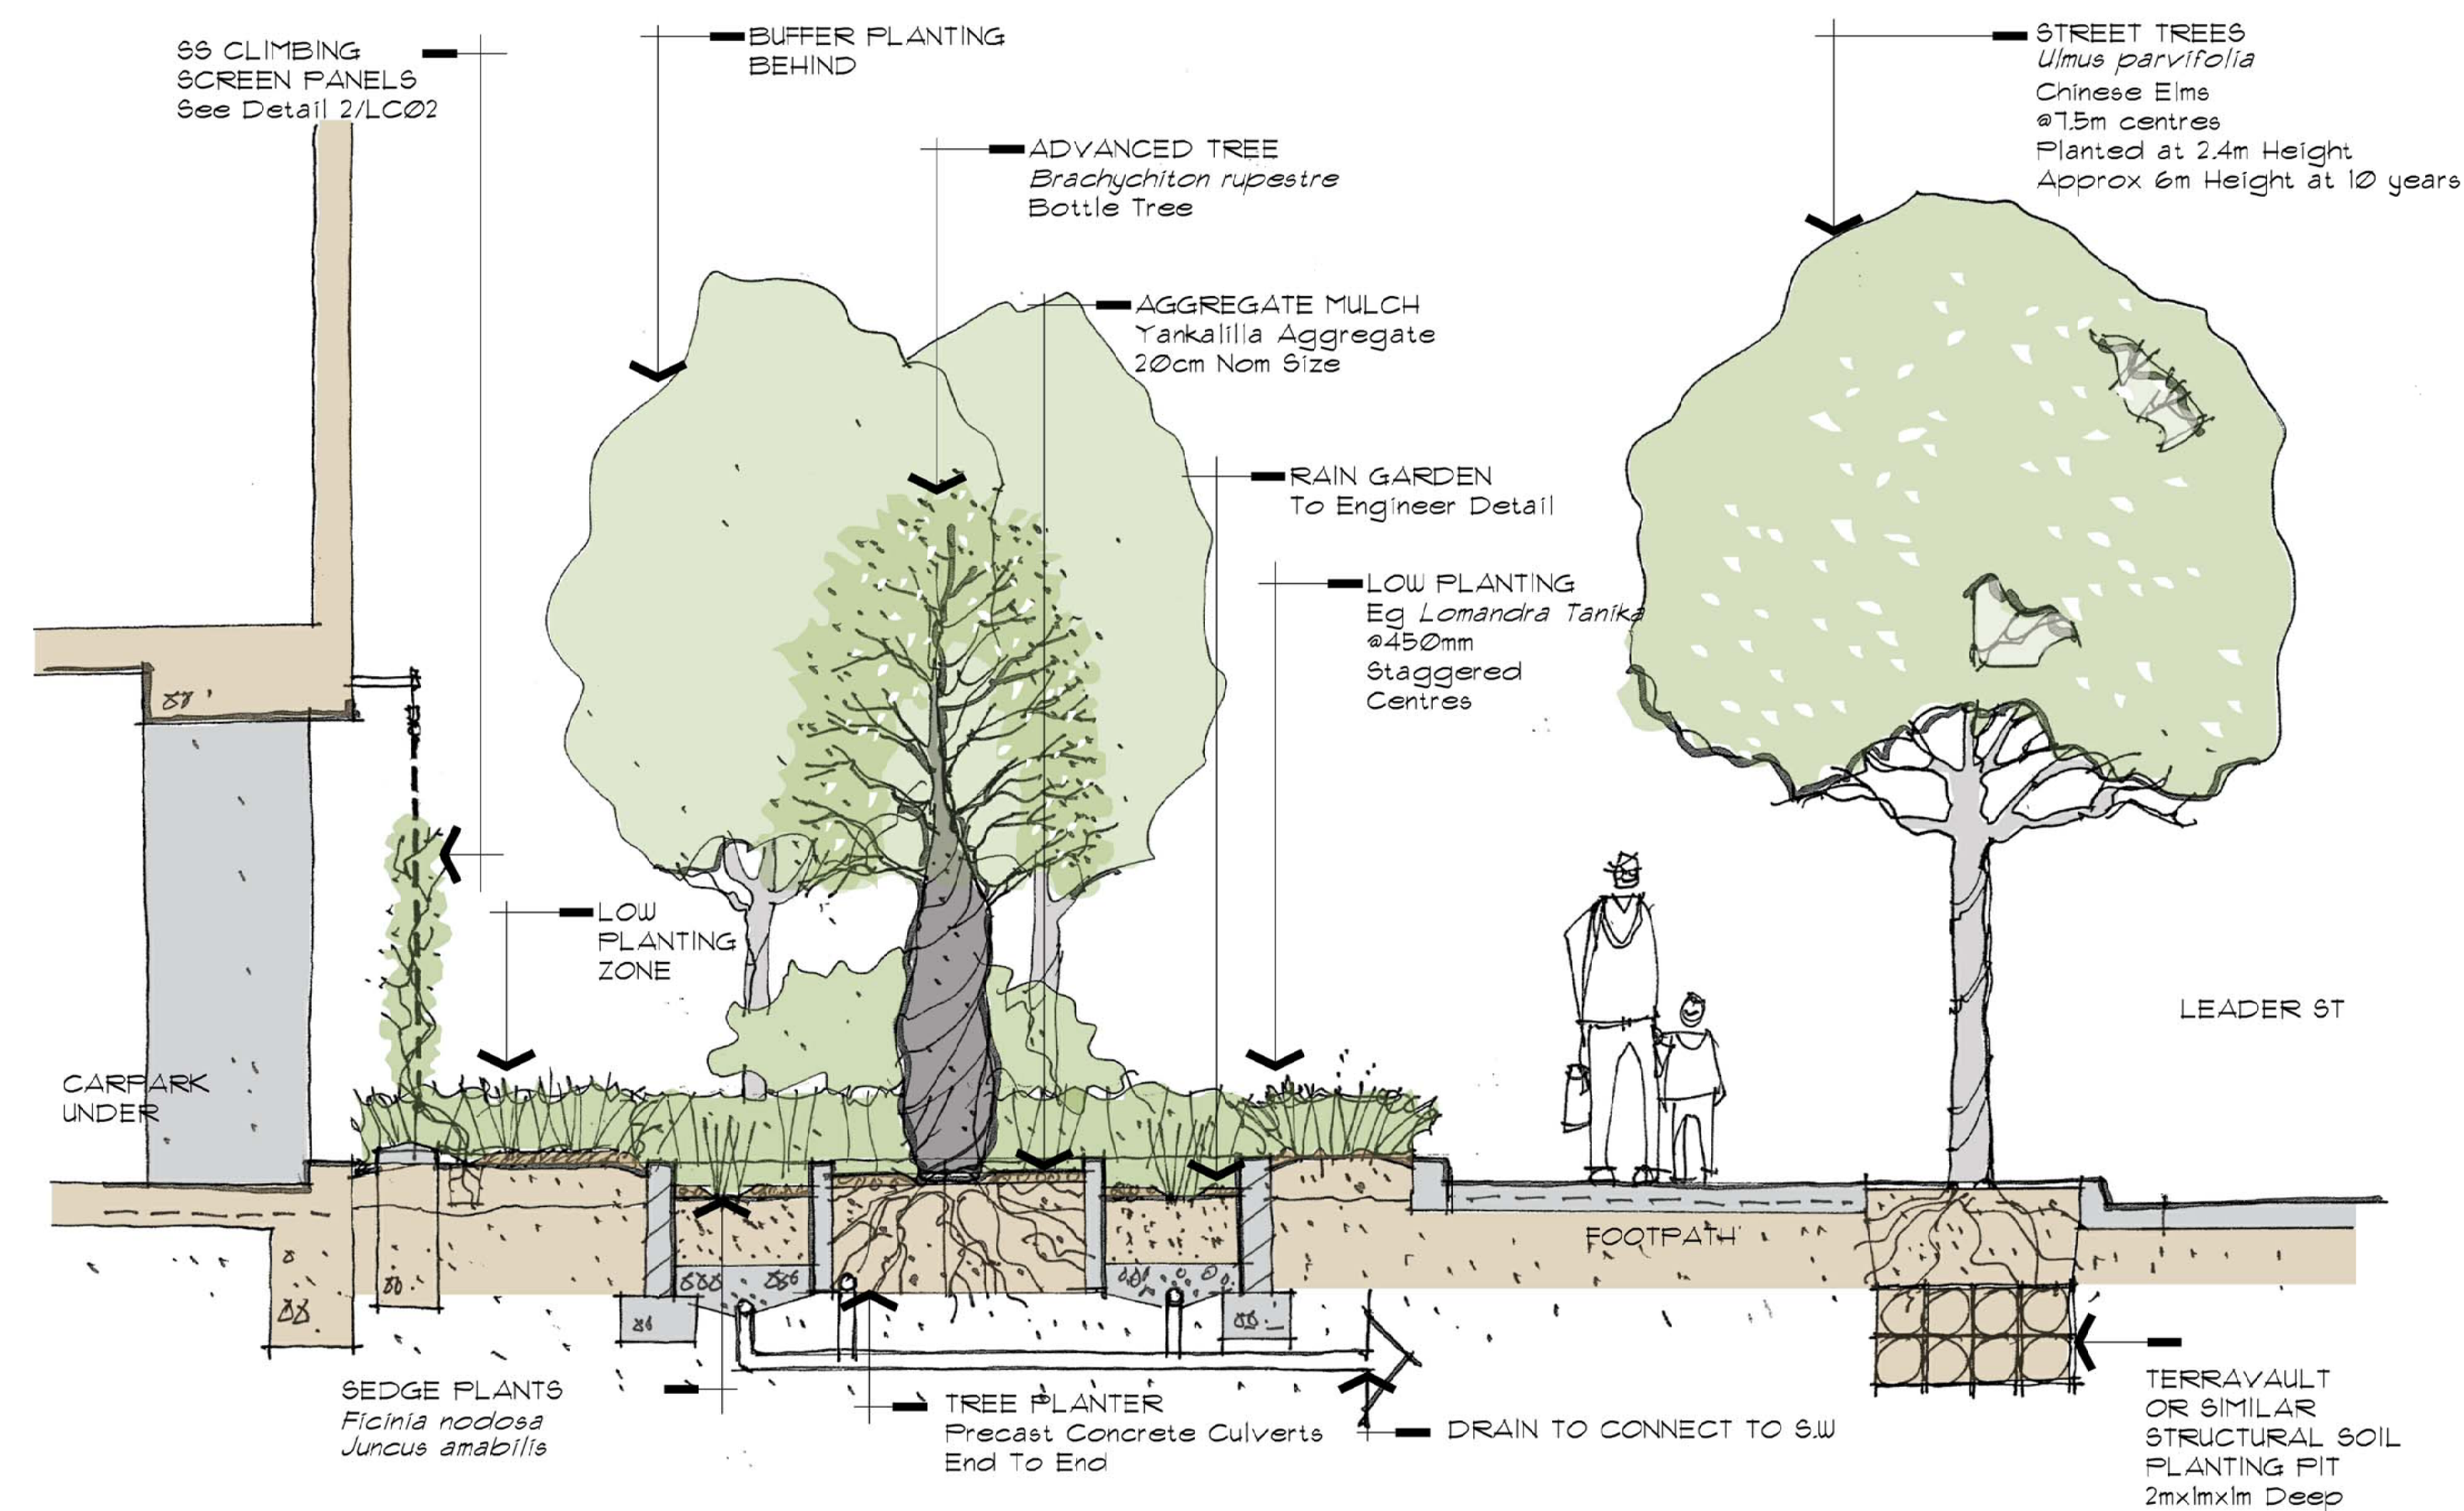 SS CLIMBING
SCREEN PANELS
See Detail 2/LC02
BUFFER PLANTING
BEHIND
STREET TREES
Ulmus parvifolia
Chinese Elms
@7.5m centres
Planted at 2.4m Height
Approx 6m Height at 10 years
ADVANCED TREE
Brachychiton rupestre
Bottle Tree
AGGREGATE MULCH
Yankalilla Aggregate
20cm Nom Size
RAIN GARDEN
To Engineer Detail
LOW PLANTING
Eg Lomandra Tanika
@450mm
Staggered
Centres
LOW
PLANTING
ZONE
LEADER ST
CARPARK
UNDER
FOOTPATH
SEDGE PLANTS
Ficinia nodosa
Juncus amabilis
TREE PLANTER
Precast Concrete Culverts
End To End
DRAIN TO CONNECT TO S.W
TERRAVAULT
OR SIMILAR
STRUCTURAL SOIL
PLANTING PIT
2mx1mx1m Deep